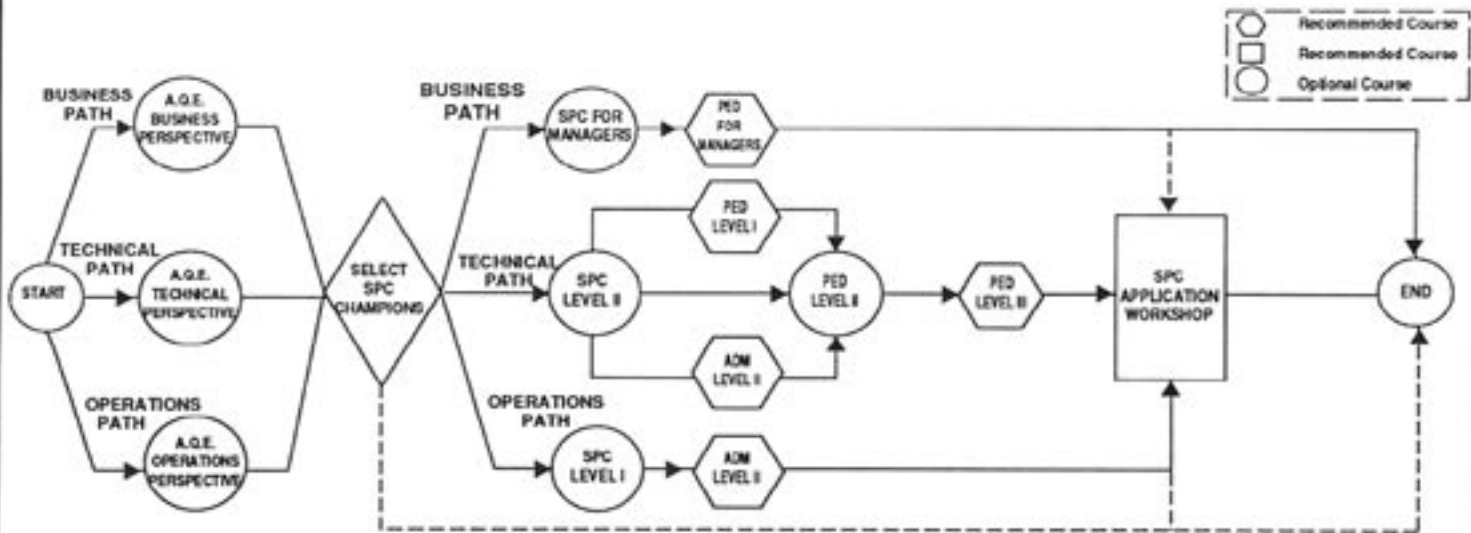 Recommended Course
Recommended Course
Optional Course
BUSINESS
PATH
A.Q.E.
BUSINESS
PERSPECTIVE
BUSINESS
PATH
SPC FOR
MANAGERS
PED
FOR
MANAGERS
PED
LEVEL I
TECHNICAL
PATH
START
A.Q.E.
TECHNICAL
PERSPECTIVE
SELECT
SPC
CHAMPIONS
TECHNICAL
PATH
SPC
LEVEL II
PED
LEVEL II
PED
LEVEL III
SPC
APPLICATION
WORKSHOP
END
ADM
LEVEL II
OPERATIONS
PATH
A.Q.E.
OPERATIONS
PERSPECTIVE
OPERATIONS
PATH
SPC
LEVEL I
ADM
LEVEL II